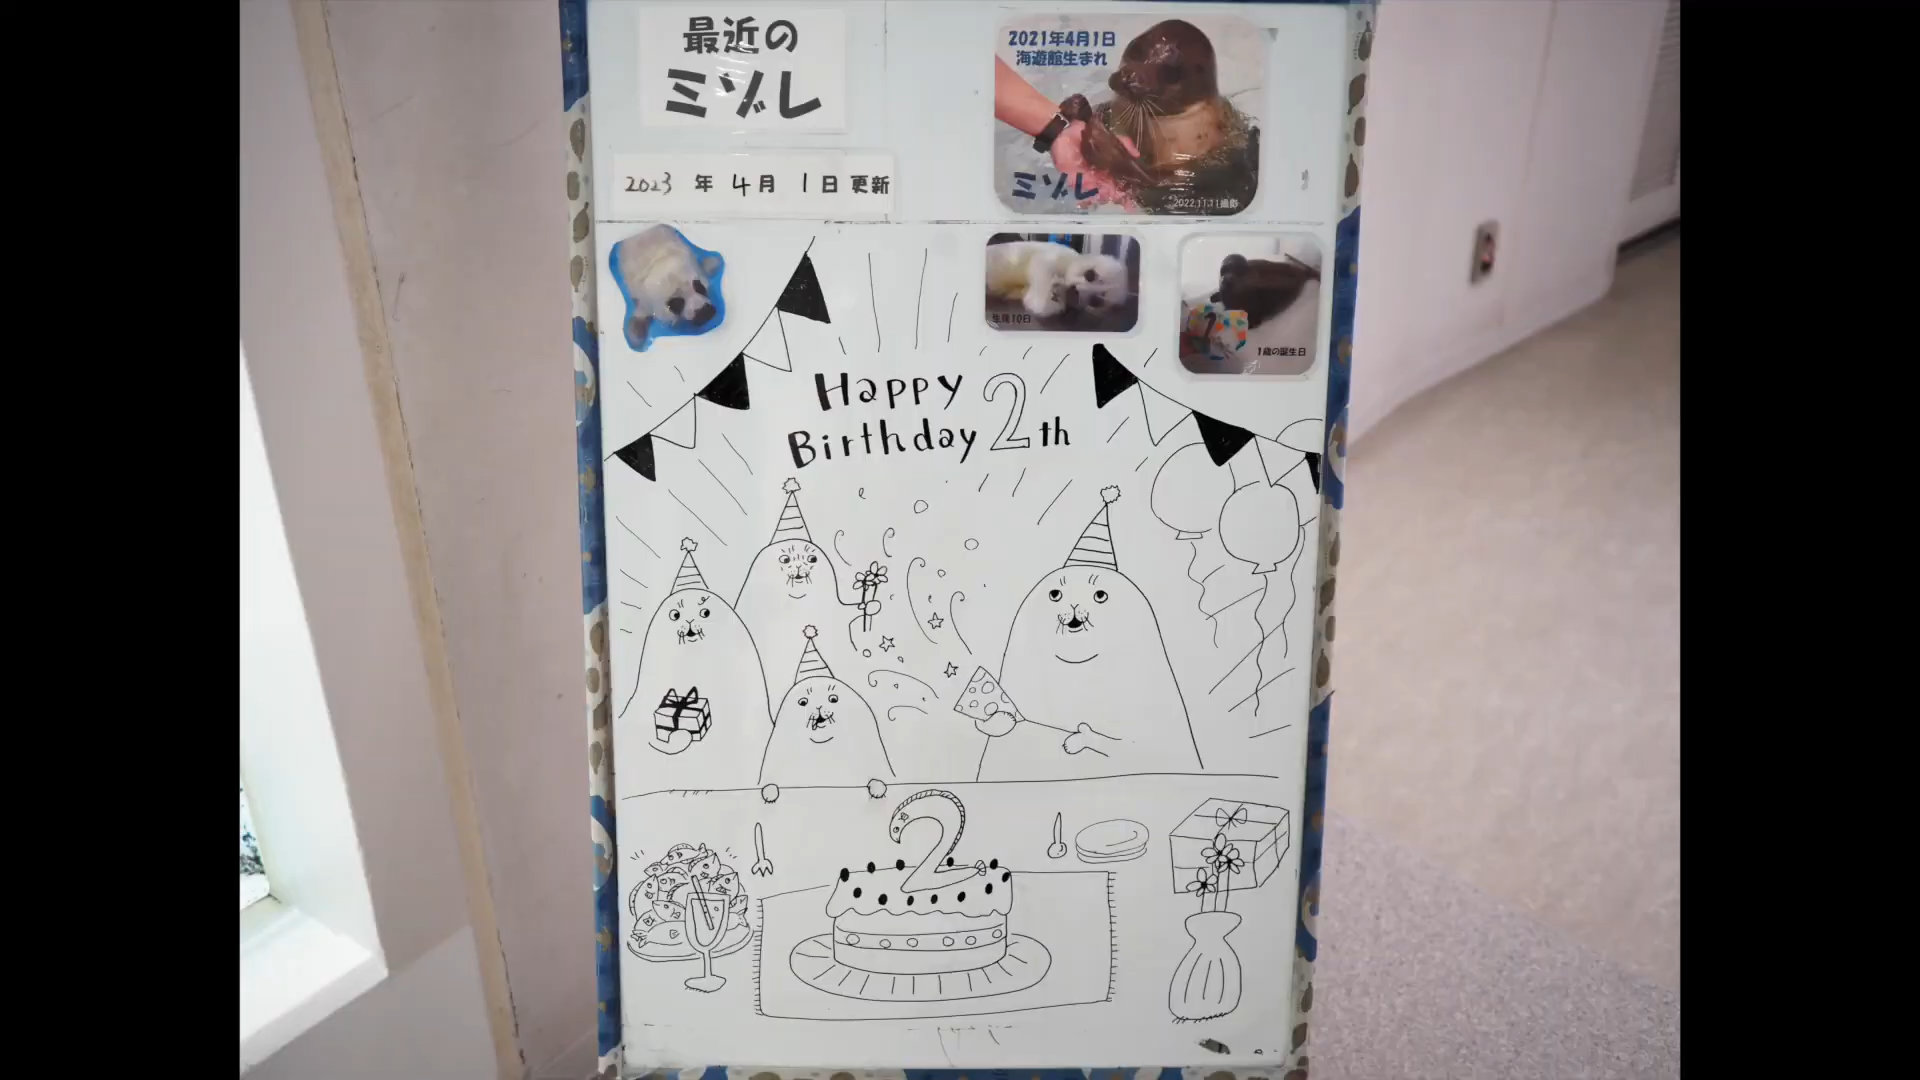 最近の
ミゾレ
2023 年 4月 1日 更新
2021年4月1日
海遊館生まれ
ミゾレ
2022.11.11撮影
生後10日
1歳の誕生日
Happy
Birthday 2th